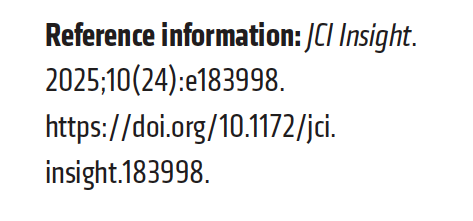 Reference information: JCI Insight.
2025;10(24):e183998.
https://doi.org/10.1172/jci.
insight.183998.